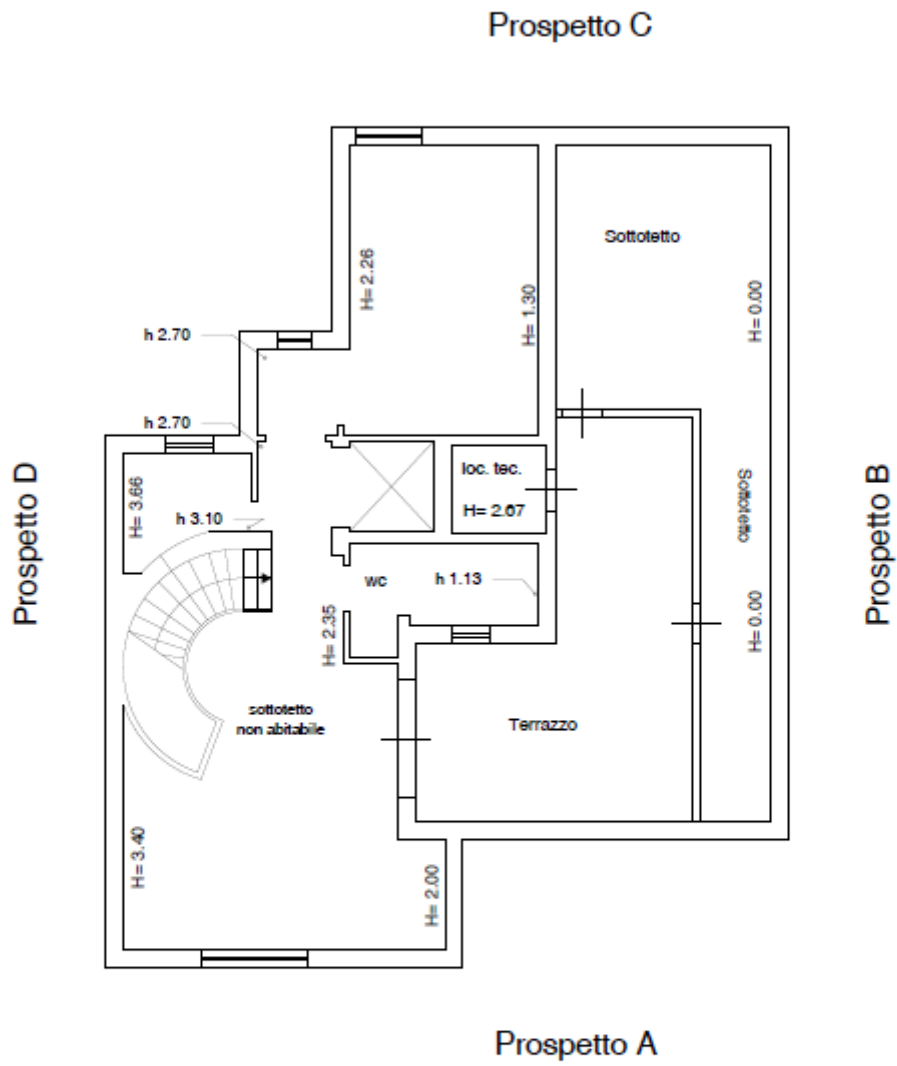 Prospetto C
Sottotetto
H= 2.26
H= 1.30
H= 0.00
h 2.70
h 2.70
Prospetto D
Prospetto B
H= 3.66
loc. tec.
H= 2.67
Sottotetto
h 3.10
wc
h 1.13
H= 2.35
H= 0.00
sottotetto
non abitabile
Terrazzo
H= 3.40
H= 2.00
Prospetto A